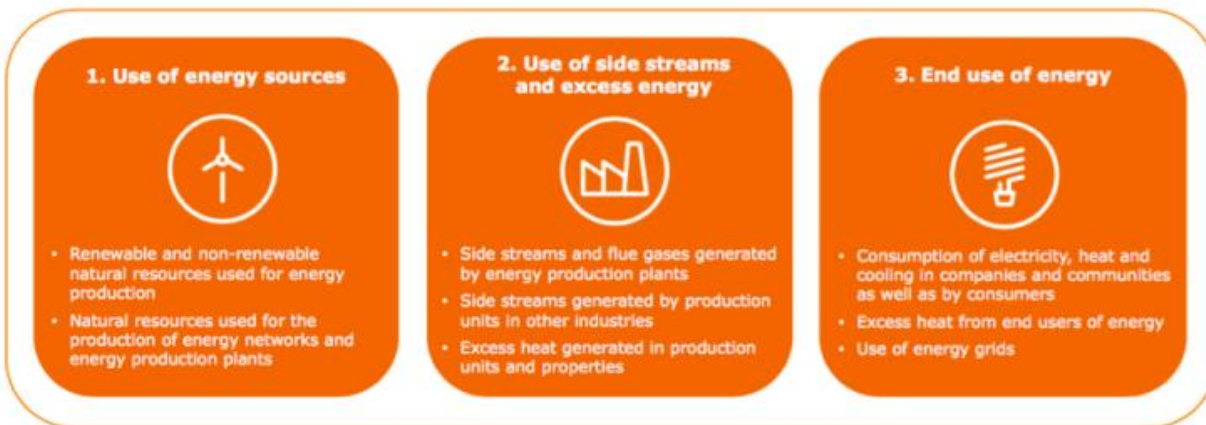 1. Use of energy sources
• Renewable and non-renewable
natural resources used for energy
production
• Natural resources used for the
production of energy networks and
energy production plants
2. Use of side streams
and excess energy
• Side streams and flue gases generated
by energy production plants
• Side streams generated by production
units in other industries
• Excess heat generated in production
units and properties
3. End use of energy
• Consumption of electricity, heat and
cooling in companies and communities
as well as by consumers
• Excess heat from end users of energy
• Use of energy grids